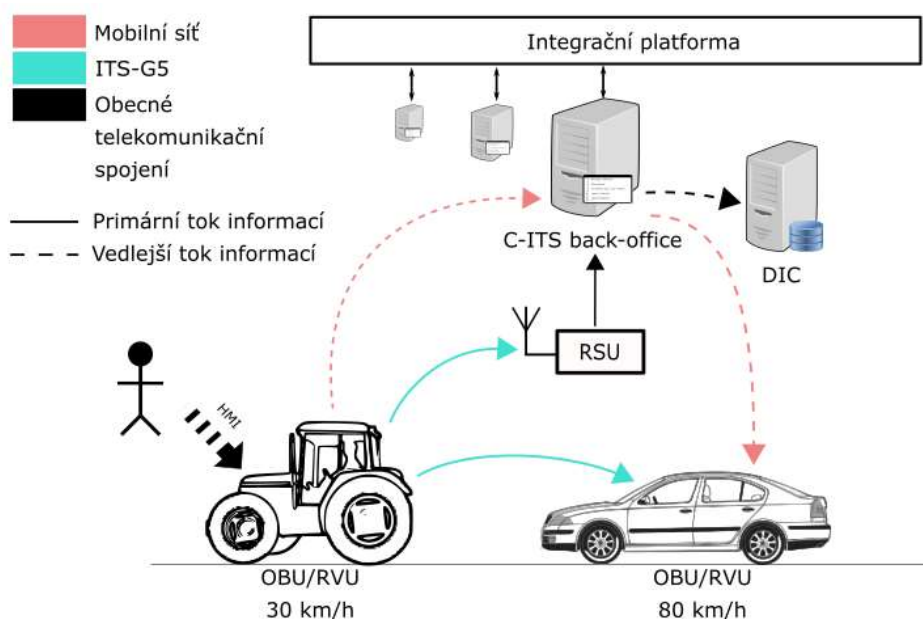 Mobilní síť
ITS-G5
Obecné
telekomunikační
spojení
Primární tok informací
Vedlejší tok informací
Integrační platforma
C-ITS back-office
DIC
RSU
HMI
OBU/RVU
30 km/h
OBU/RVU
80 km/h